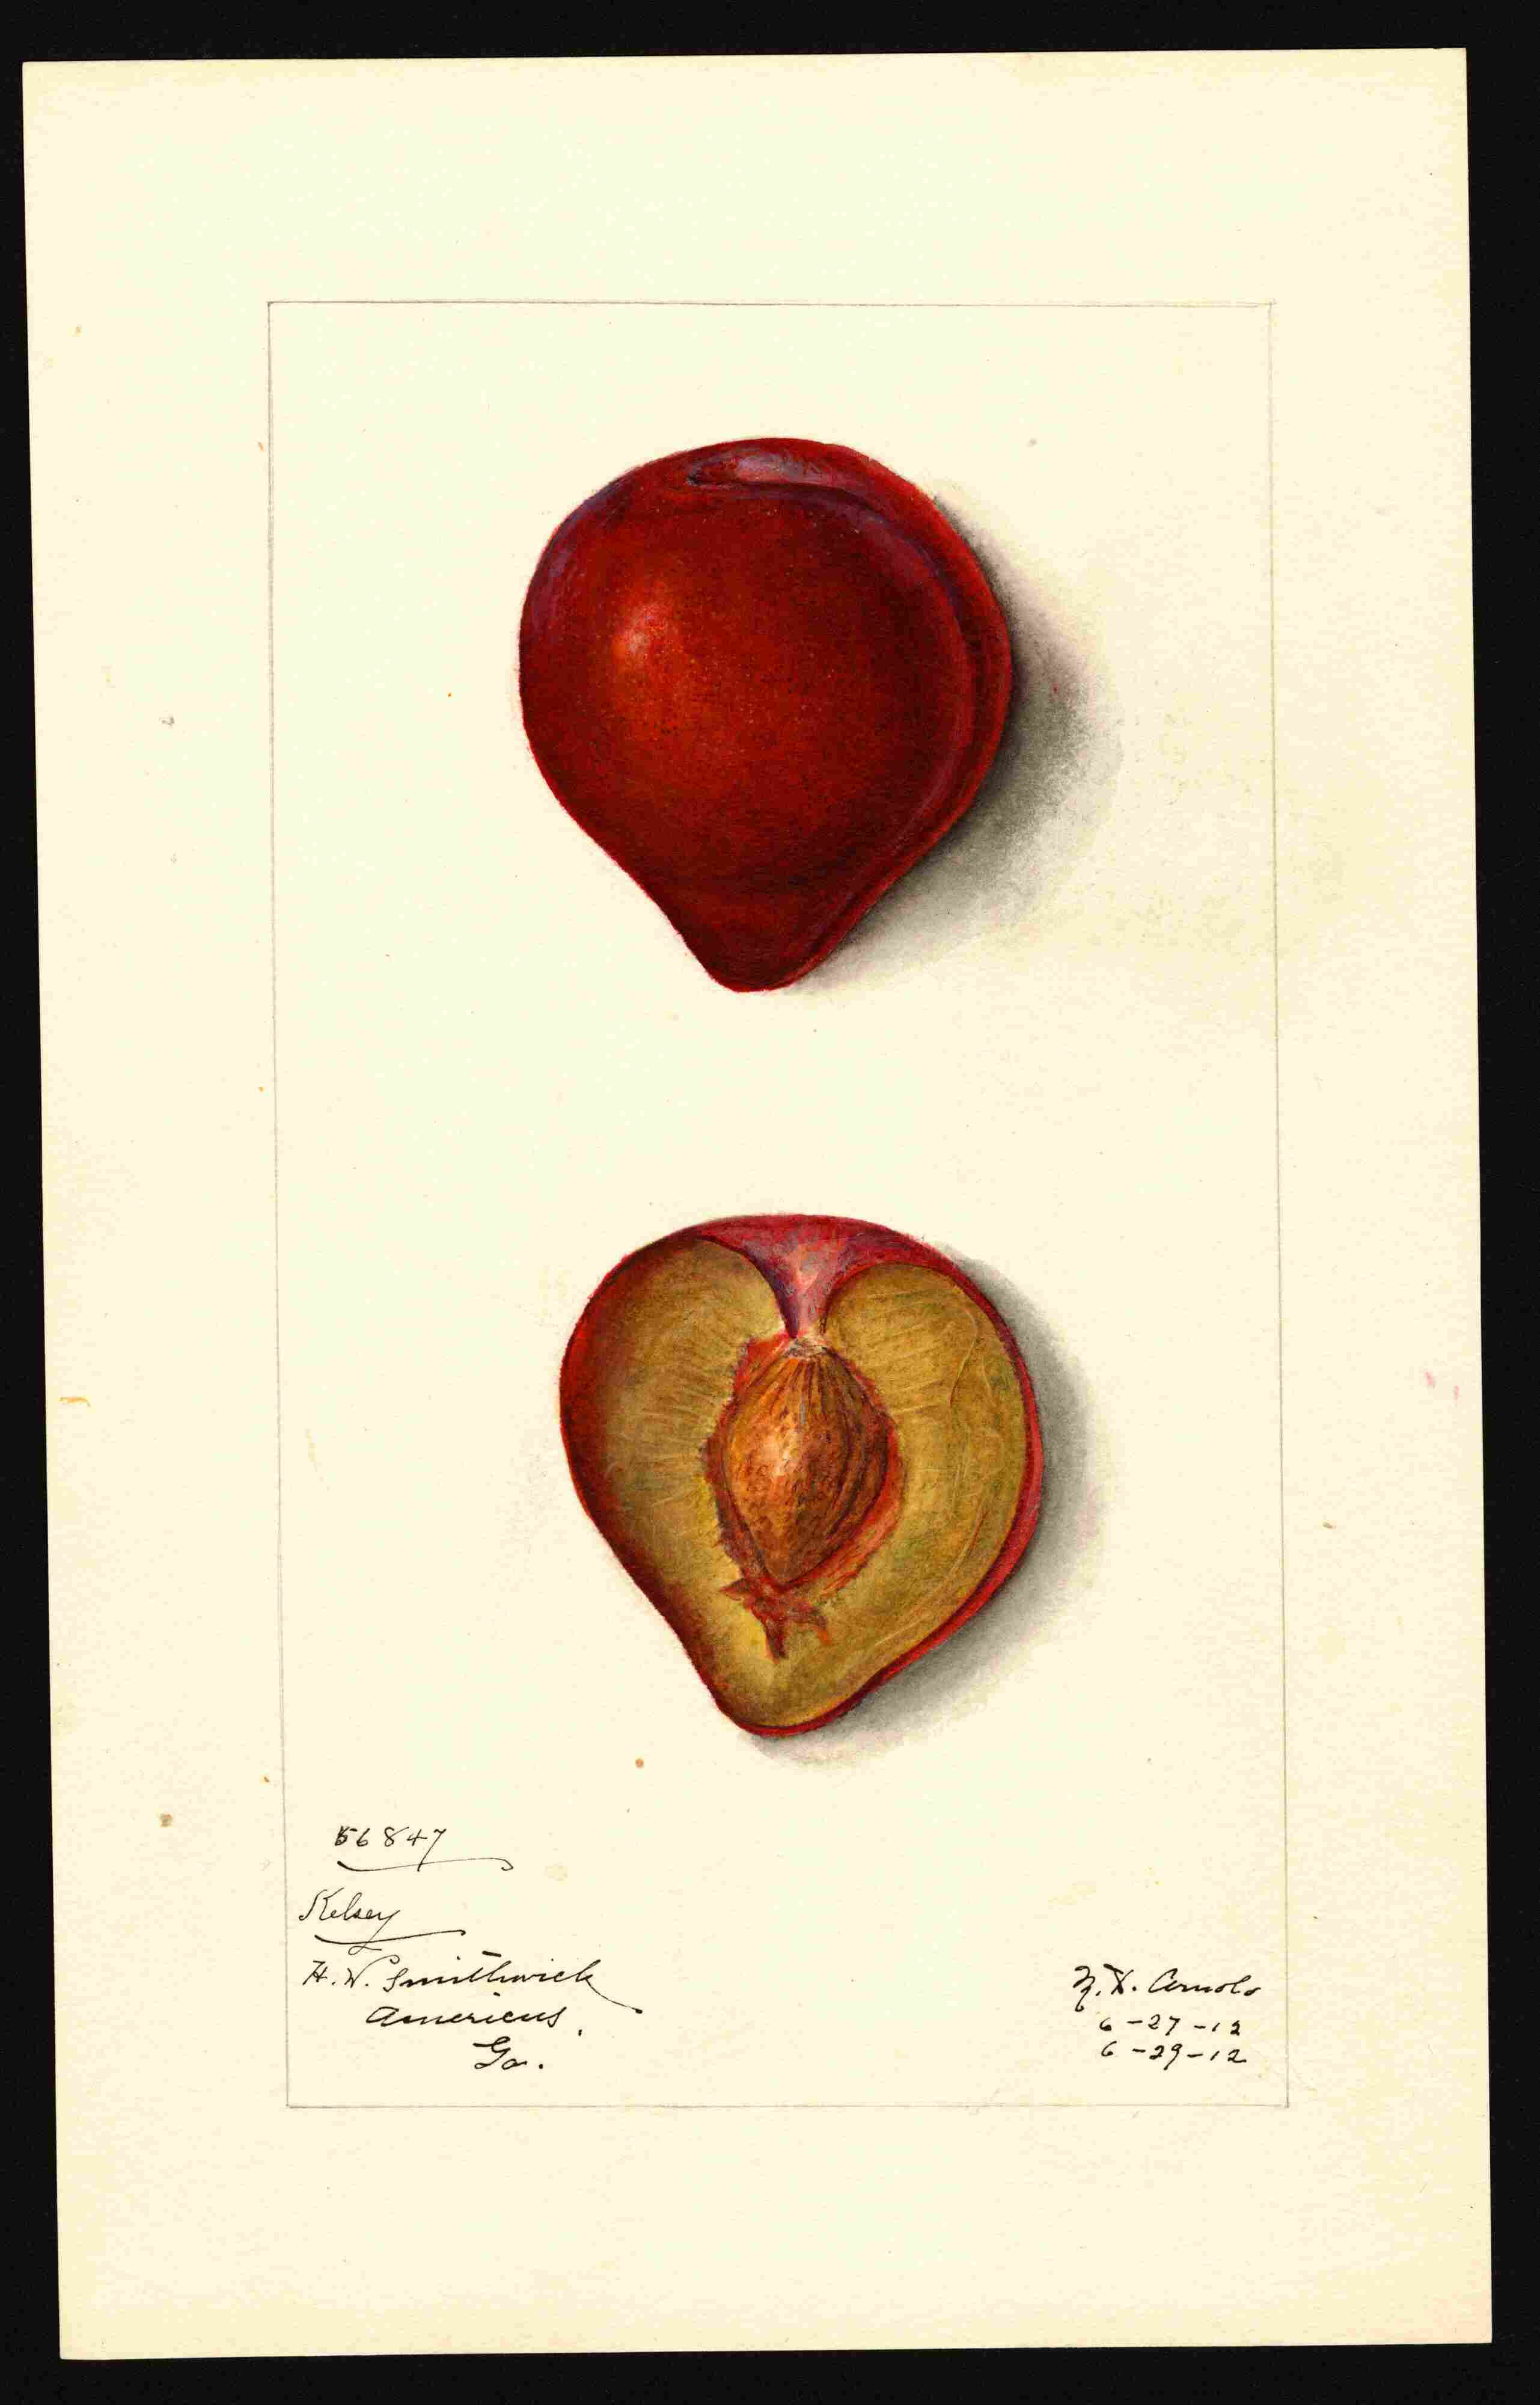 56847
Kelsey
H. W. Smithwick
Americus,
Ga.
M. D. Arnold
6-27-12
6-29-12